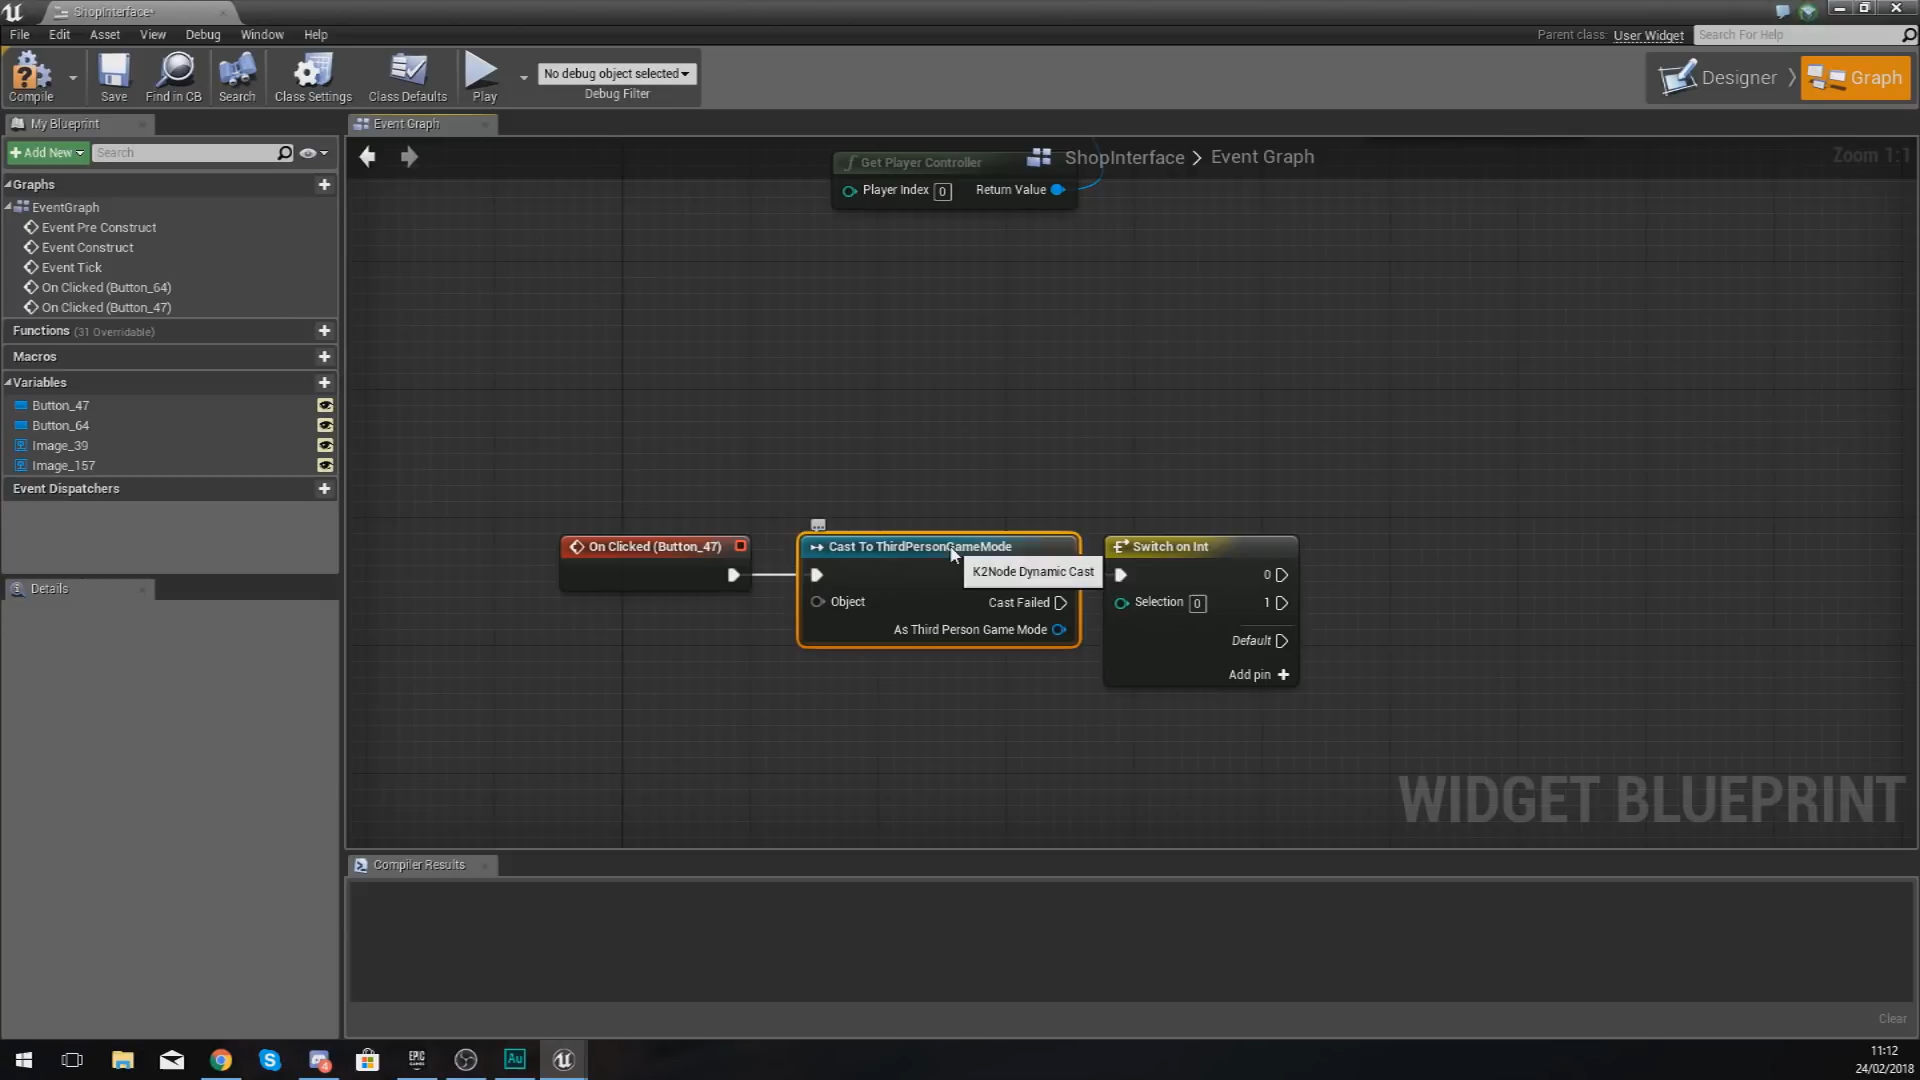 ShopInterface*
File Edit Asset View Debug Window Help
Parent class: User Widget
Search For Help
Compile
Save
Find in CB
Search
Class Settings
Class Defaults
Play
No debug object selected
Debug Filter
Designer
Graph
My Blueprint
Event Graph
Add New
Search
ShopInterface > Event Graph
Zoom 1:1
Graphs
EventGraph
Event Pre Construct
Event Construct
Event Tick
On Clicked (Button_64)
On Clicked (Button_47)
Functions (31 Overridable)
Macros
Variables
Button_47
Button_64
Image_39
Image_157
Event Dispatchers
Details
f Get Player Controller
Player Index 0 Return Value
On Clicked (Button_47)
Cast To ThirdPersonGameMode
K2Node Dynamic Cast
Object
Cast Failed
As Third Person Game Mode
Switch on Int
0
Selection 0
1
Default
Add pin
WIDGET BLUEPRINT
Compiler Results
Clear
EPIC
GAMES
Au
4
11:12
24/02/2018